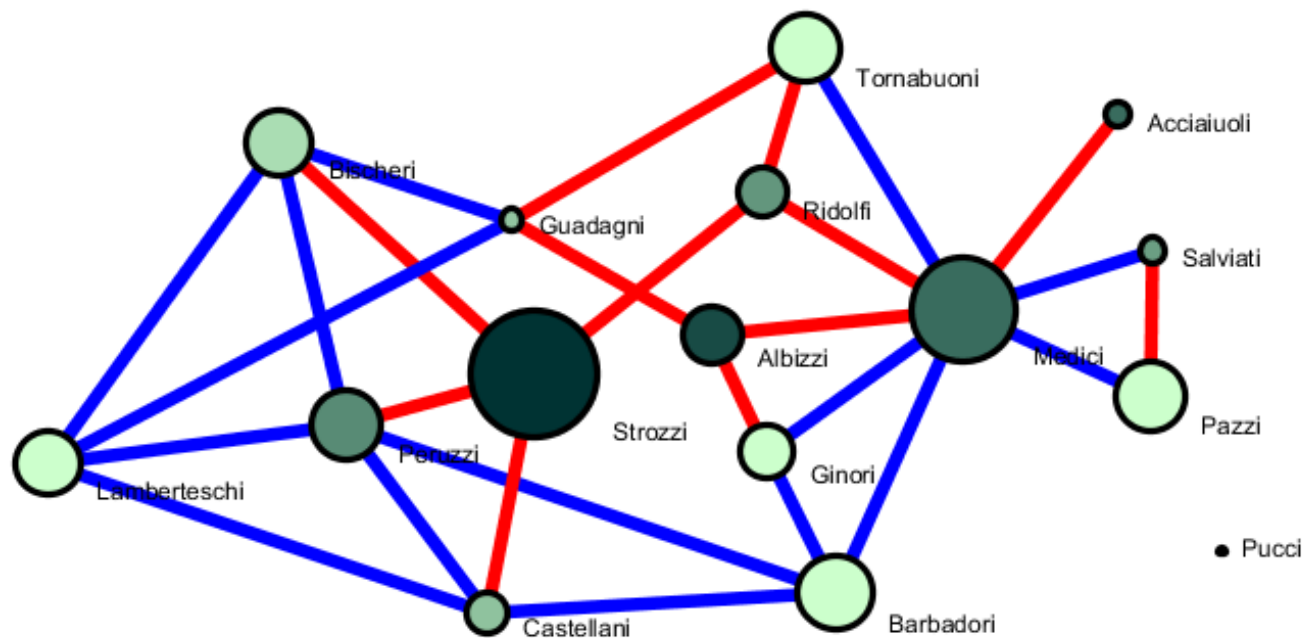 Tornabuoni
Acciaiuoli
Bischeri
Ridolfi
Guadagni
Salviati
Albizzi
Medici
Pazzi
Strozzi
Peruzzi
Ginori
Lamberteschi
Pucci
Castellani
Barbadori